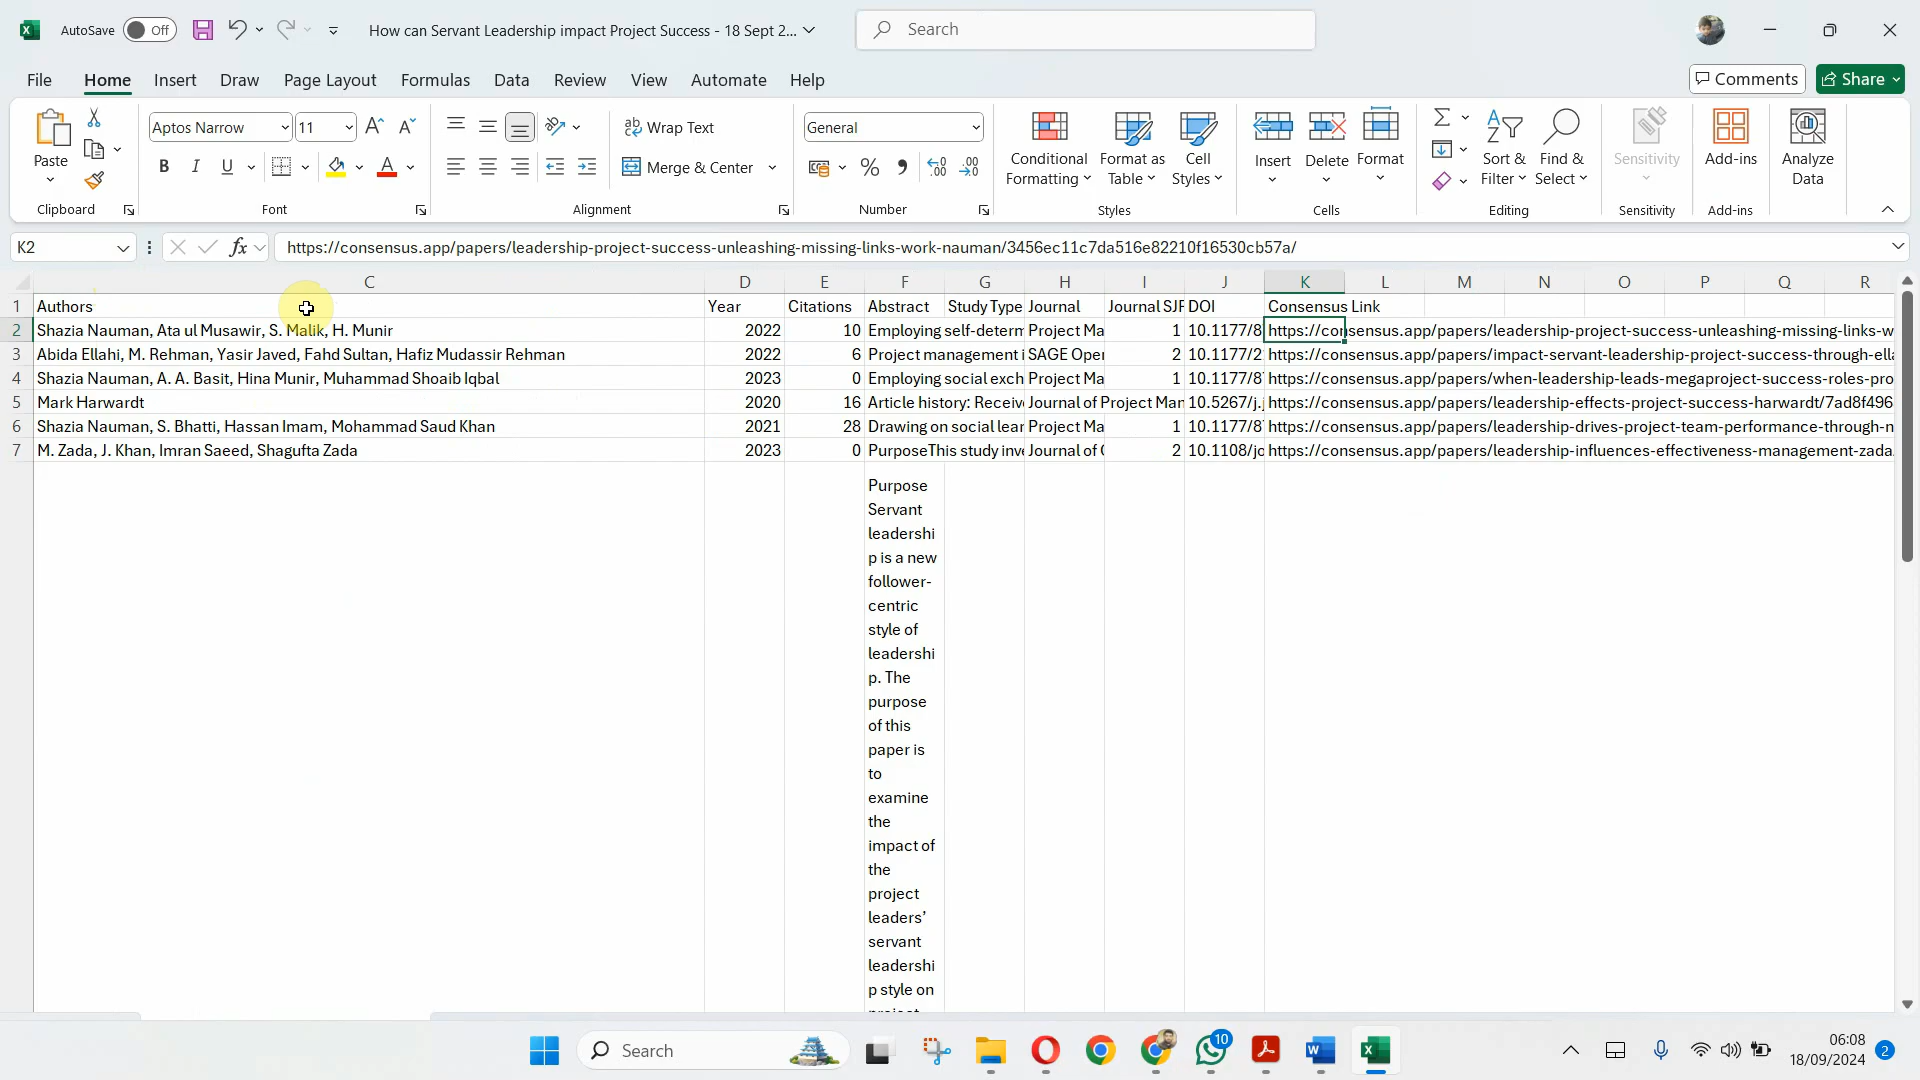 AutoSave Off How can Servant Leadership impact Project Success - 18 Sept 2... Search
File Home Insert Draw Page Layout Formulas Data Review View Automate Help Comments Share
Paste Aptos Narrow 11 Wrap Text General Conditional Formatting Format as Table Cell Styles Insert Delete Format Sort & Filter Find & Select Sensitivity Add-ins Analyze Data
B I U A Merge & Center % 
Clipboard Font Alignment Number Styles Cells Editing Sensitivity Add-ins
K2 fx https://consensus.app/papers/leadership-project-success-unleashing-missing-links-work-nauman/3456ec11c7da516e82210f16530cb57a/
C D E F G H I J K L M N O P Q R
1 Authors Year Citations Abstract Study Type Journal Journal SJR DOI Consensus Link
2 Shazia Nauman, Ata ul Musawir, S. Malik, H. Munir 2022 10 Employing self-determ Project Ma 1 10.1177/8 https://consensus.app/papers/leadership-project-success-unleashing-missing-links-w
3 Abida Ellahi, M. Rehman, Yasir Javed, Fahd Sultan, Hafiz Mudassir Rehman 2022 6 Project management i SAGE Open 2 10.1177/2 https://consensus.app/papers/impact-servant-leadership-project-success-through-ella
4 Shazia Nauman, A. A. Basit, Hina Munir, Muhammad Shoaib Iqbal 2023 0 Employing social exch Project Ma 1 10.1177/8 https://consensus.app/papers/when-leadership-leads-megaproject-success-roles-pro
5 Mark Harwardt 2020 16 Article history: Receive Journal of Project Man 10.5267/j. https://consensus.app/papers/leadership-effects-project-success-harwardt/7ad8f496
6 Shazia Nauman, S. Bhatti, Hassan Imam, Mohammad Saud Khan 2021 28 Drawing on social lear Project Ma 1 10.1177/8 https://consensus.app/papers/leadership-drives-project-team-performance-through-n
7 M. Zada, J. Khan, Imran Saeed, Shagufta Zada 2023 0 PurposeThis study inve Journal of 2 10.1108/jo https://consensus.app/papers/leadership-influences-effectiveness-management-zada
Purpose
Servant
leadershi
p is a new
follower-
centric
style of
leadershi
p. The
purpose
of this
paper is
to
examine
the
impact of
the
project
leaders’
servant
leadershi
p style on
project
Search 10 06:08
18/09/2024 2